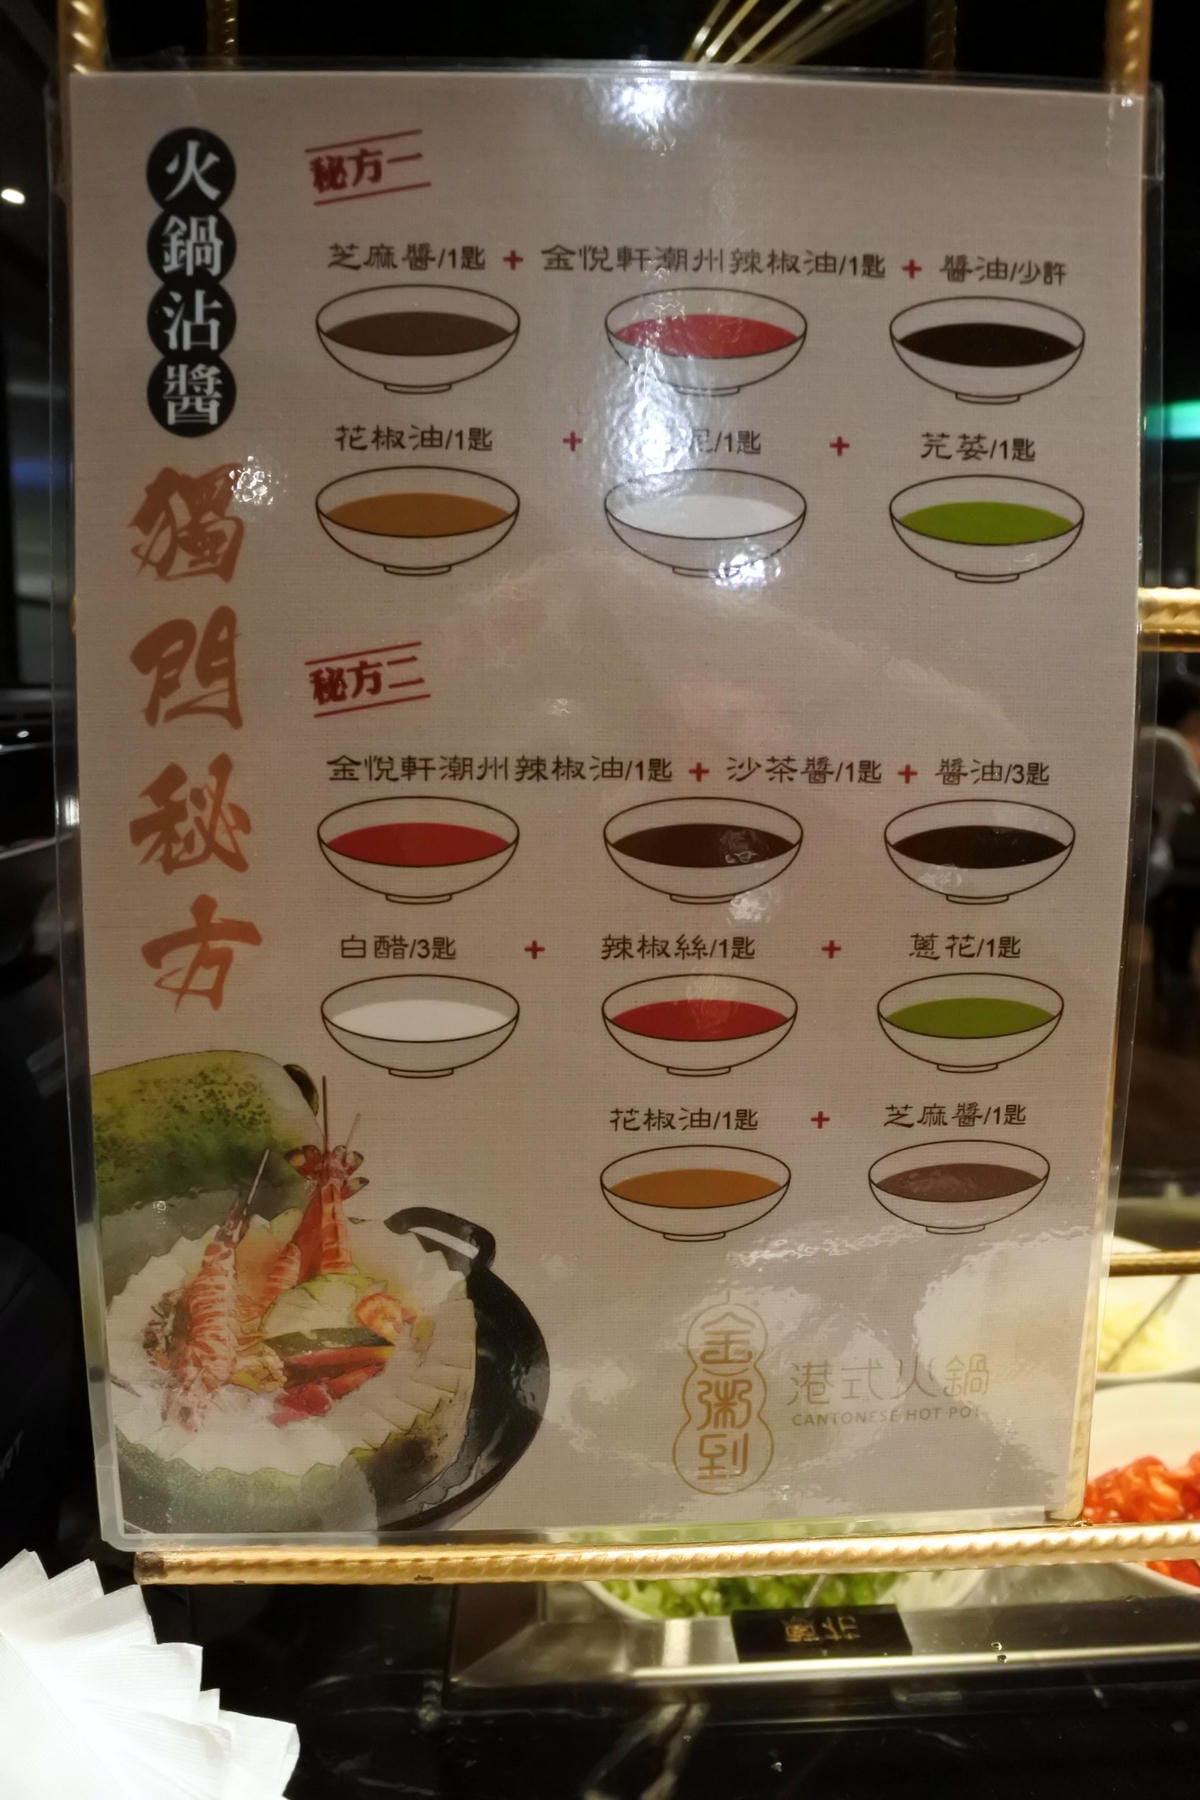 火鍋沾醬
獨門秘方
秘方一
芝麻醬/1匙 + 金悅軒潮州辣椒油/1匙 + 醬油/少許
花椒油/1匙 + 泥/1匙 + 芫荽/1匙
秘方二
金悅軒潮州辣椒油/1匙 + 沙茶醬/1匙 + 醬油/3匙
白醋/3匙 + 辣椒絲/1匙 + 蔥花/1匙
花椒油/1匙 + 芝麻醬/1匙
金粥到
港式火鍋
CANTONESE HOT POT